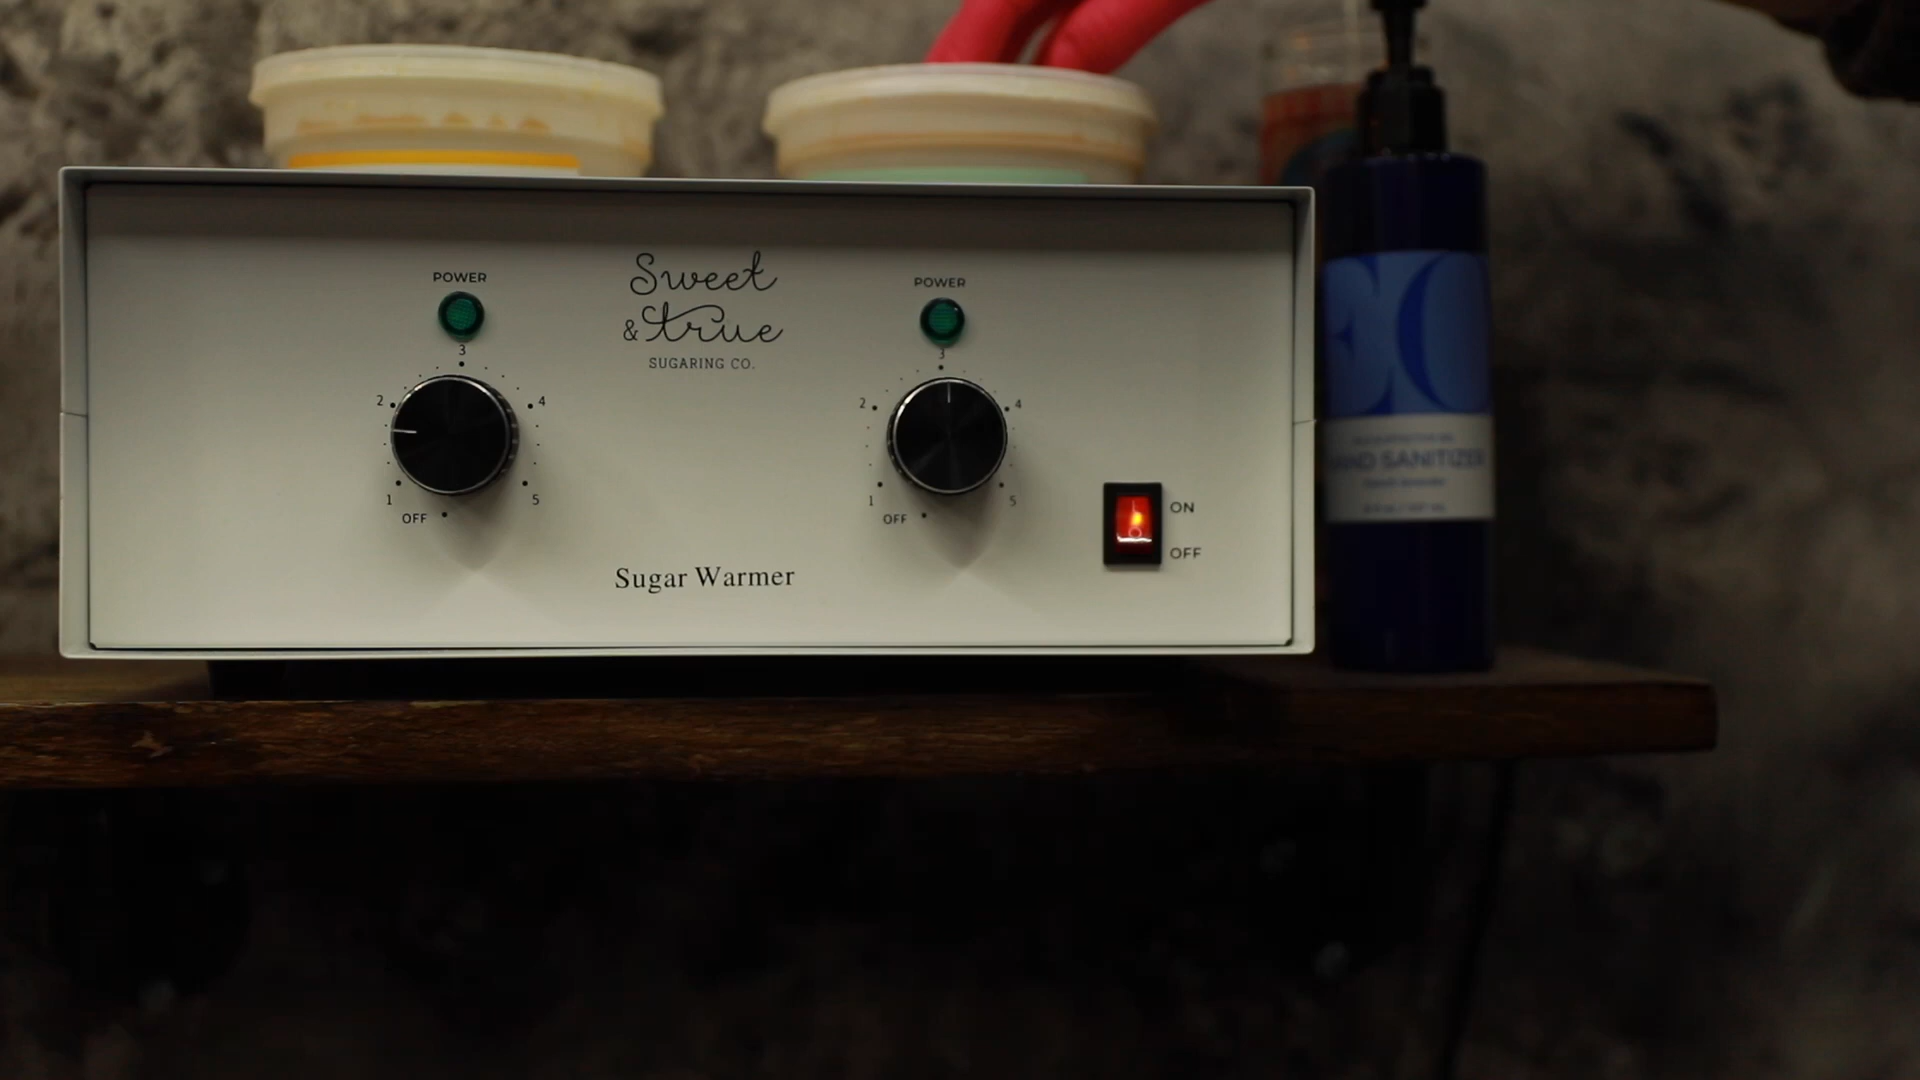 POWER
3
2
4
1
5
OFF
Sweet
& true
SUGARING CO.
POWER
3
2
4
1
5
OFF
ON
OFF
Sugar Warmer
EO
HAND SANITIZER